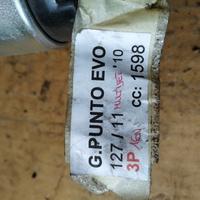 G.PUNTO EVO
127 / 11 MULTIJET '10
3P cc: 1598